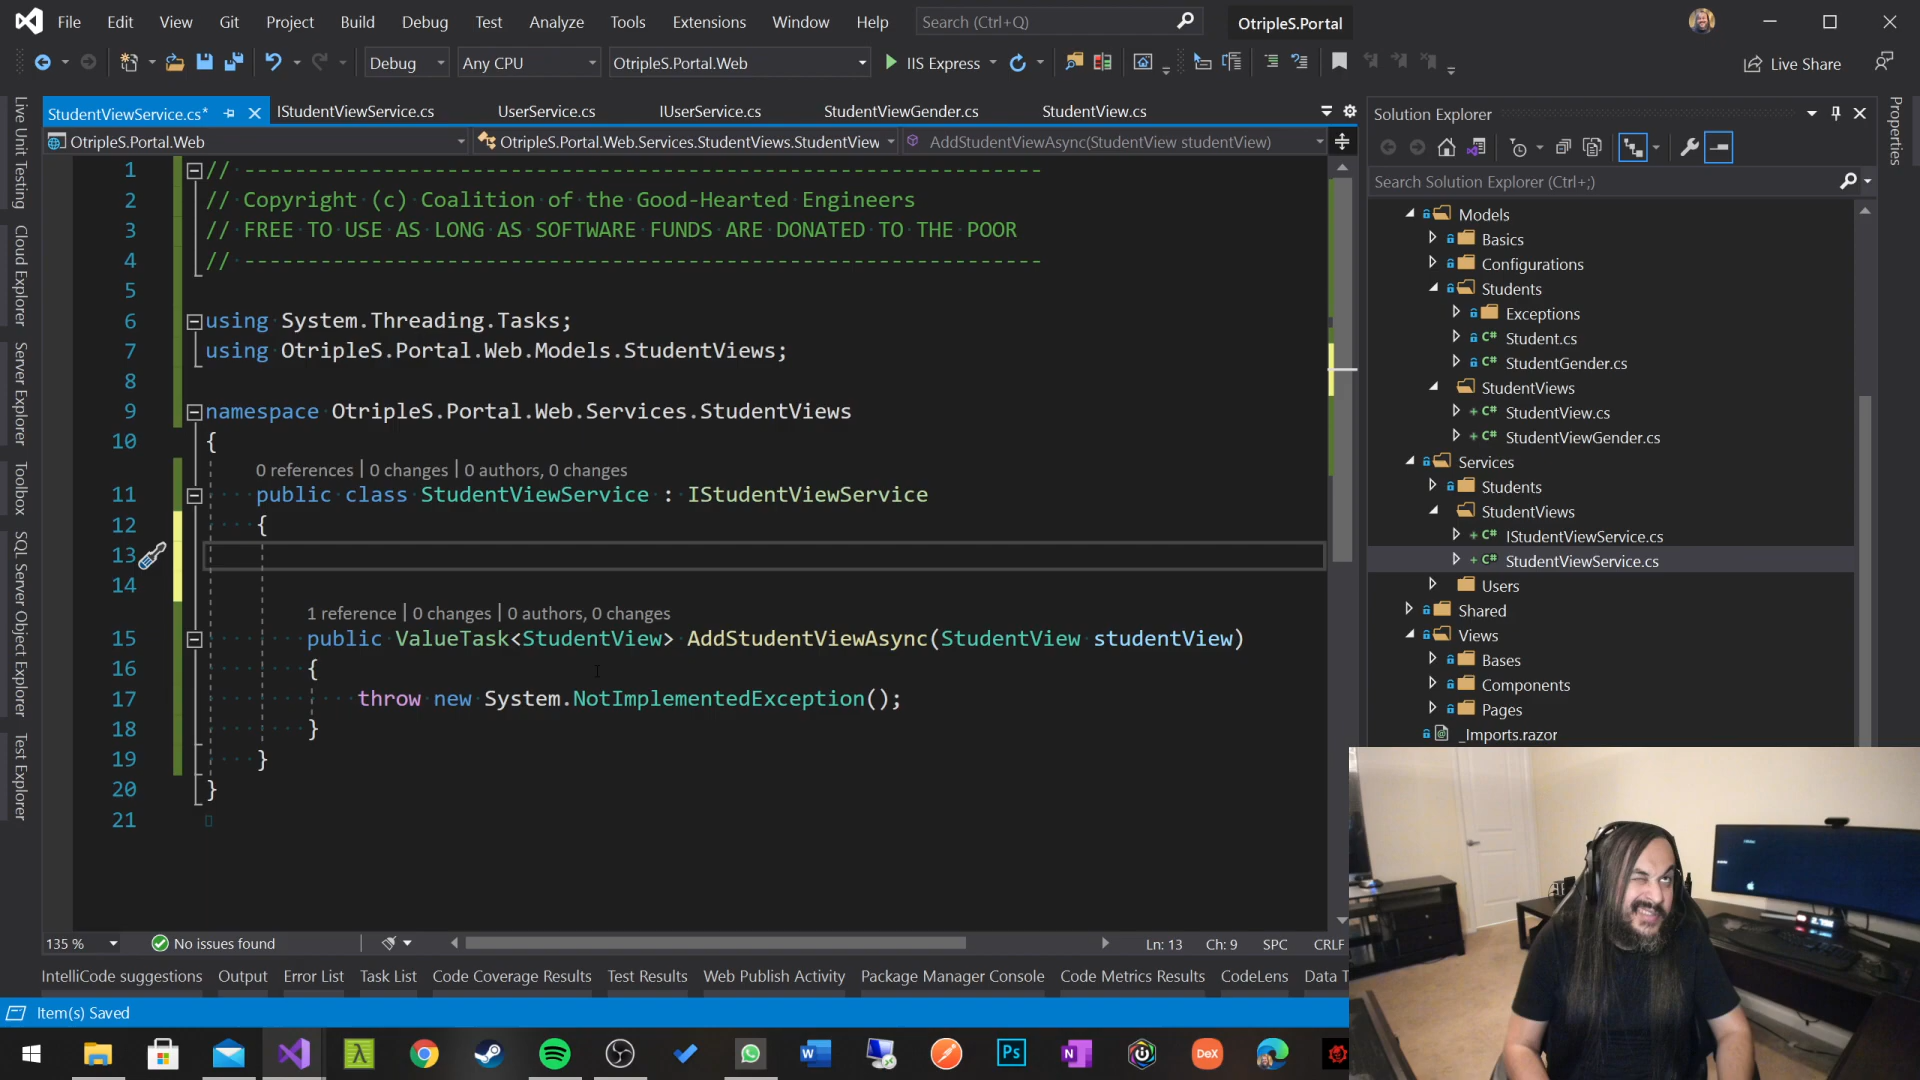 File Edit View Git Project Build Debug Test Analyze Tools Extensions Window Help Search (Ctrl+Q) OtripleS.Portal
Debug Any CPU OtripleS.Portal.Web IIS Express Live Share
StudentViewService.cs* IStudentViewService.cs UserService.cs IUserService.cs StudentViewGender.cs StudentView.cs
OtripleS.Portal.Web OtripleS.Portal.Web.Services.StudentViews.StudentView AddStudentViewAsync(StudentView studentView)
Live Unit Testing
Cloud Explorer
Server Explorer
Toolbox
SQL Server Object Explorer
Test Explorer
1 // ---------------------------------------------------------------
2 // Copyright (c) Coalition of the Good-Hearted Engineers
3 // FREE TO USE AS LONG AS SOFTWARE FUNDS ARE DONATED TO THE POOR
4 // ---------------------------------------------------------------
5
6 using System.Threading.Tasks;
7 using OtripleS.Portal.Web.Models.StudentViews;
8
9 namespace OtripleS.Portal.Web.Services.StudentViews
10 {
0 references | 0 changes | 0 authors, 0 changes
11 public class StudentViewService : IStudentViewService
12 {
13
14
1 reference | 0 changes | 0 authors, 0 changes
15 public ValueTask<StudentView> AddStudentViewAsync(StudentView studentView)
16 {
17 throw new System.NotImplementedException();
18 }
19 }
20 }
21
135 % No issues found Ln: 13 Ch: 9 SPC CRLF
IntelliCode suggestions Output Error List Task List Code Coverage Results Test Results Web Publish Activity Package Manager Console Code Metrics Results CodeLens Data T
Item(s) Saved
Solution Explorer
Search Solution Explorer (Ctrl+;)
Models
Basics
Configurations
Students
Exceptions
Student.cs
StudentGender.cs
StudentViews
StudentView.cs
StudentViewGender.cs
Services
Students
StudentViews
IStudentViewService.cs
StudentViewService.cs
Users
Shared
Views
Bases
Components
Pages
_Imports.razor
Properties
Ps
DeX